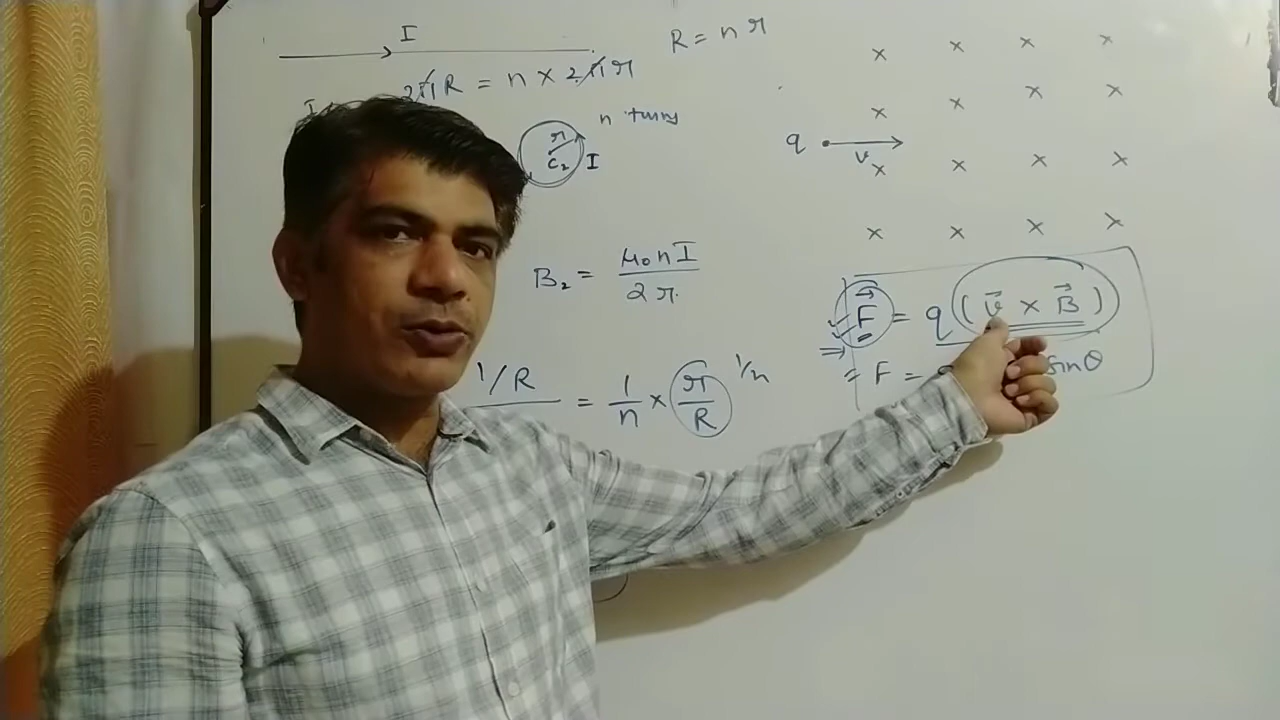 I
R = n r
2πR = n × 2πr
I
n turns
r
C₂ I
q v
× × × ×
× × × ×
× × × ×
× × × ×
B₂ = μ₀nI / 2r.
F⃗ = q (v⃗ × B⃗)
= F = sinθ
1/R = 1/n × r/R 1/n